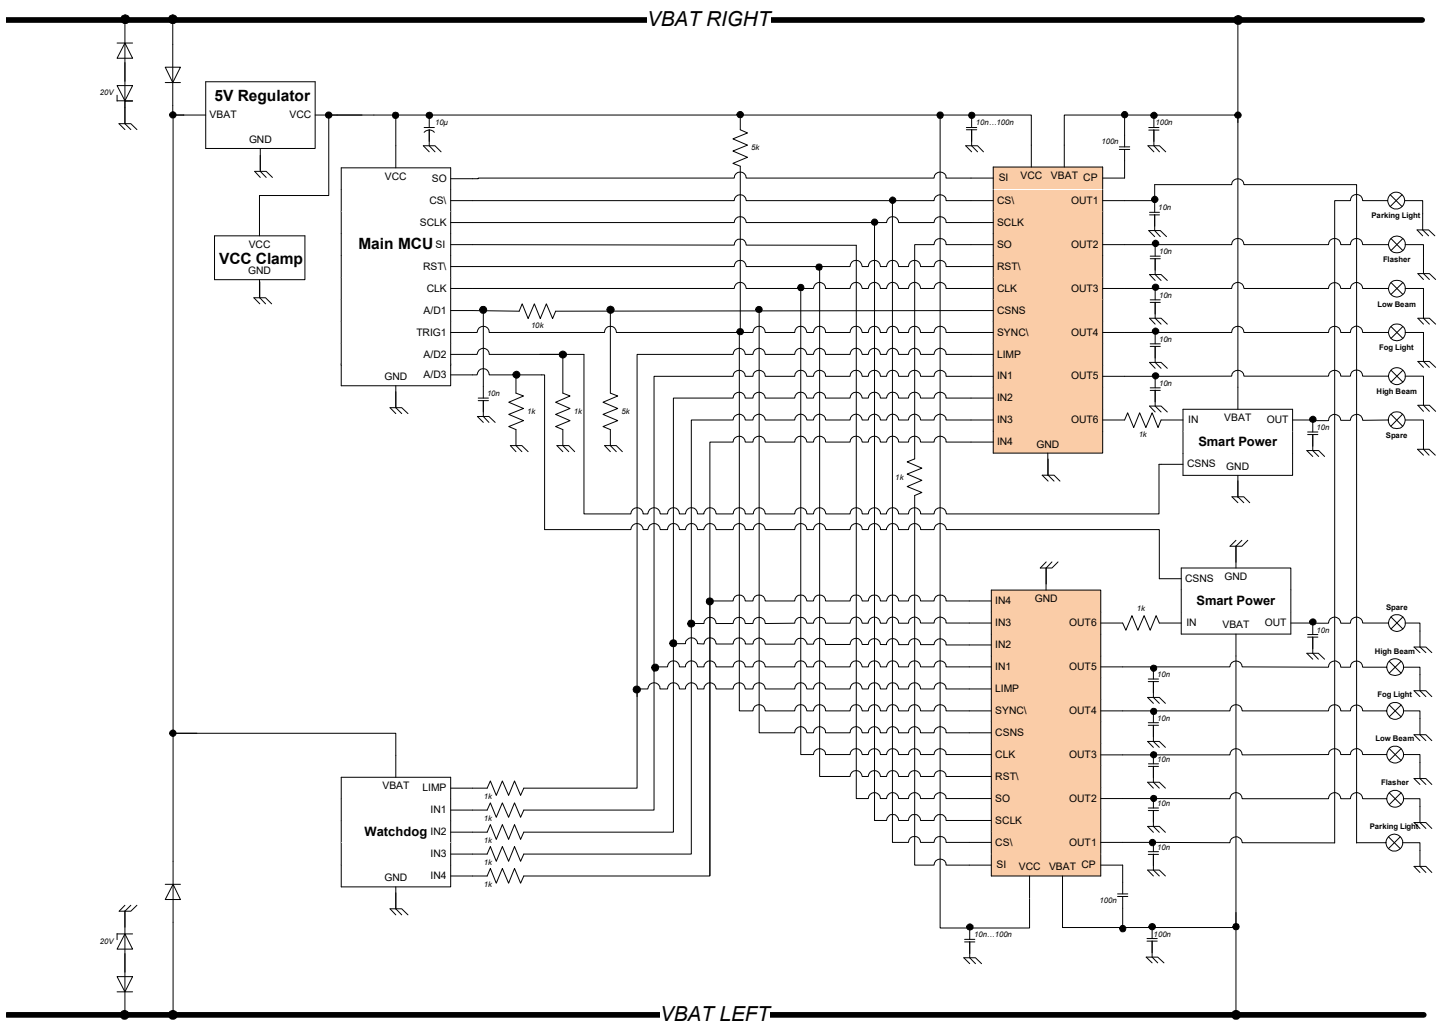 VBAT RIGHT
20V
5V Regulator
VBAT
VCC
GND
VCC
VCC Clamp
GND
10µ
5k
VCC
SO
CS\
SCLK
Main MCU
SI
RST\
CLK
A/D1
TRIG1
A/D2
A/D3
GND
10k
10n
1k
1k
5k
10n...100n
100n
100n
SI
VCC
VBAT
CP
CS\
OUT1
SCLK
SO
OUT2
RST\
CLK
OUT3
CSNS
SYNC\
OUT4
LIMP
IN1
OUT5
IN2
IN3
OUT6
IN4
GND
10n
10n
10n
10n
10n
1k
1k
Parking Light
Flasher
Low Beam
Fog Light
High Beam
Spare
IN
VBAT
OUT
Smart Power
CSNS
GND
10n
CSNS
GND
Smart Power
IN
VBAT
OUT
10n
1k
IN4
GND
IN3
OUT6
IN2
IN1
OUT5
LIMP
SYNC\
OUT4
CSNS
CLK
OUT3
RST\
SO
OUT2
SCLK
CS\
OUT1
SI
VCC
VBAT
CP
10n
10n
10n
10n
10n
Spare
High Beam
Fog Light
Low Beam
Flasher
Parking Light
VBAT
LIMP
IN1
Watchdog
IN2
IN3
GND
IN4
1k
1k
1k
1k
1k
100n
10n...100n
100n
20V
VBAT LEFT